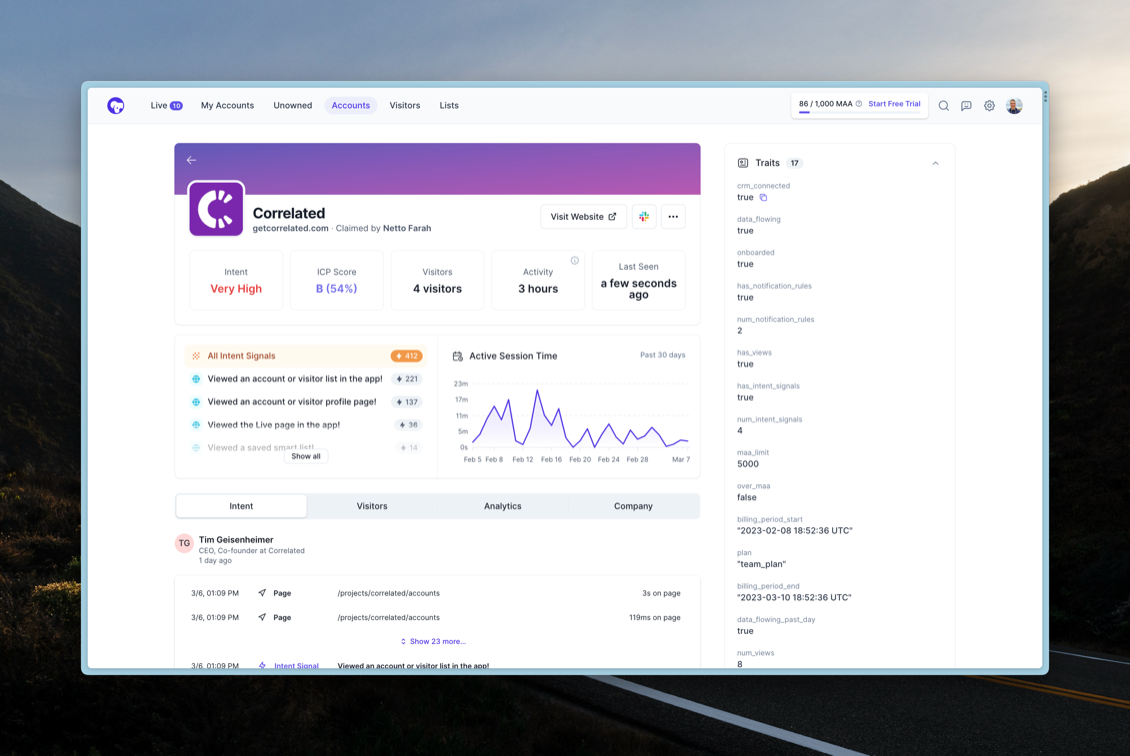 Live 10 My Accounts Unowned Accounts Visitors Lists
86 / 1,000 MAA Start Free Trial
Correlated
getcorrelated.com · Claimed by Netto Farah
Visit Website
Intent
Very High
ICP Score
B (54%)
Visitors
4 visitors
Activity
3 hours
Last Seen
a few seconds
ago
All Intent Signals 412
Viewed an account or visitor list in the app! 221
Viewed an account or visitor profile page! 137
Viewed the Live page in the app! 36
Viewed a saved smart list! 14
Show all
Active Session Time Past 30 days
23m
17m
11m
5m
0s
Feb 5 Feb 8 Feb 12 Feb 16 Feb 20 Feb 24 Feb 28 Mar 7
Intent Visitors Analytics Company
TG
Tim Geisenheimer
CEO, Co-founder at Correlated
1 day ago
3/6, 01:09 PM Page /projects/correlated/accounts 3s on page
3/6, 01:09 PM Page /projects/correlated/accounts 119ms on page
Show 23 more...
3/6, 01:09 PM Intent Signal Viewed an account or visitor list in the app!
Traits 17
crm_connected
true
data_flowing
true
onboarded
true
has_notification_rules
true
num_notification_rules
2
has_views
true
has_intent_signals
true
num_intent_signals
4
maa_limit
5000
over_maa
false
billing_period_start
"2023-02-08 18:52:36 UTC"
plan
"team_plan"
billing_period_end
"2023-03-10 18:52:36 UTC"
data_flowing_past_day
true
num_views
8